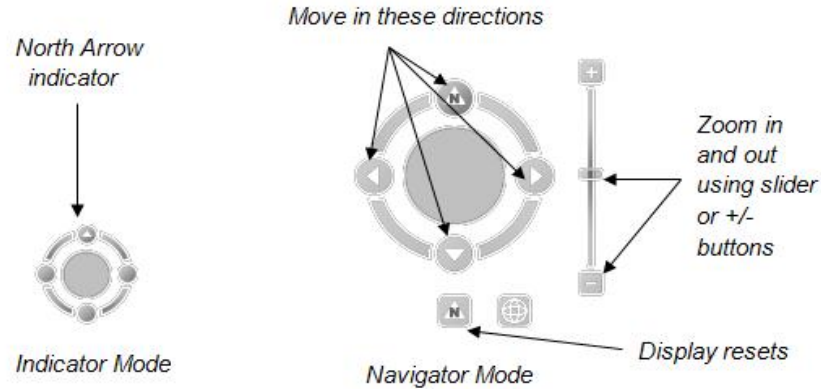 Move in these directions
North Arrow
indicator
N
Zoom in
and out
using slider
or +/-
buttons
N
Display resets
Indicator Mode
Navigator Mode